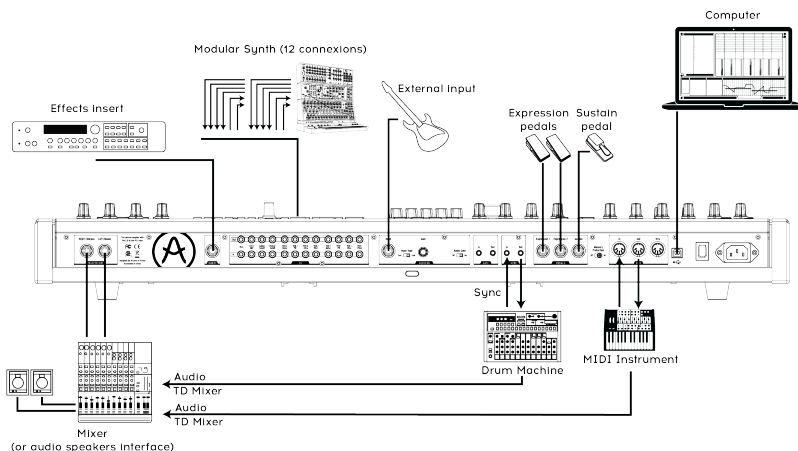 Computer
Modular Synth (12 connexions)
External input
Effects insert
Expression
pedals
Sustain
pedal
Sync
Drum Machine
MIDI Instrument
Audio
TD Mixer
Audio
TD Mixer
Mixer
(or audio speakers interface)